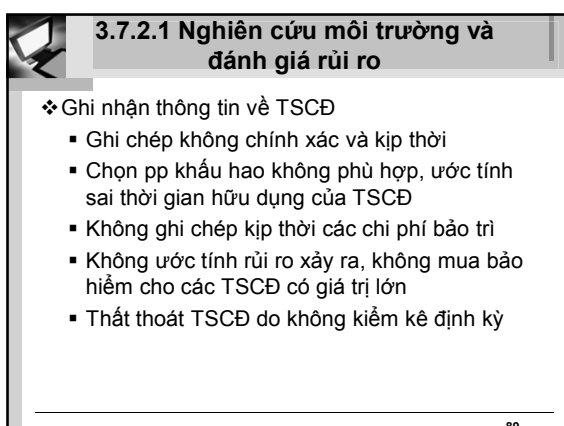 3.7.2.1 Nghiên cứu môi trường và
đánh giá rủi ro
❖Ghi nhận thông tin về TSCĐ
▪ Ghi chép không chính xác và kịp thời
▪ Chọn pp khấu hao không phù hợp, ước tính
sai thời gian hữu dụng của TSCĐ
▪ Không ghi chép kịp thời các chi phí bảo trì
▪ Không ước tính rủi ro xảy ra, không mua bảo
hiểm cho các TSCĐ có giá trị lớn
▪ Thất thoát TSCĐ do không kiểm kê định kỳ